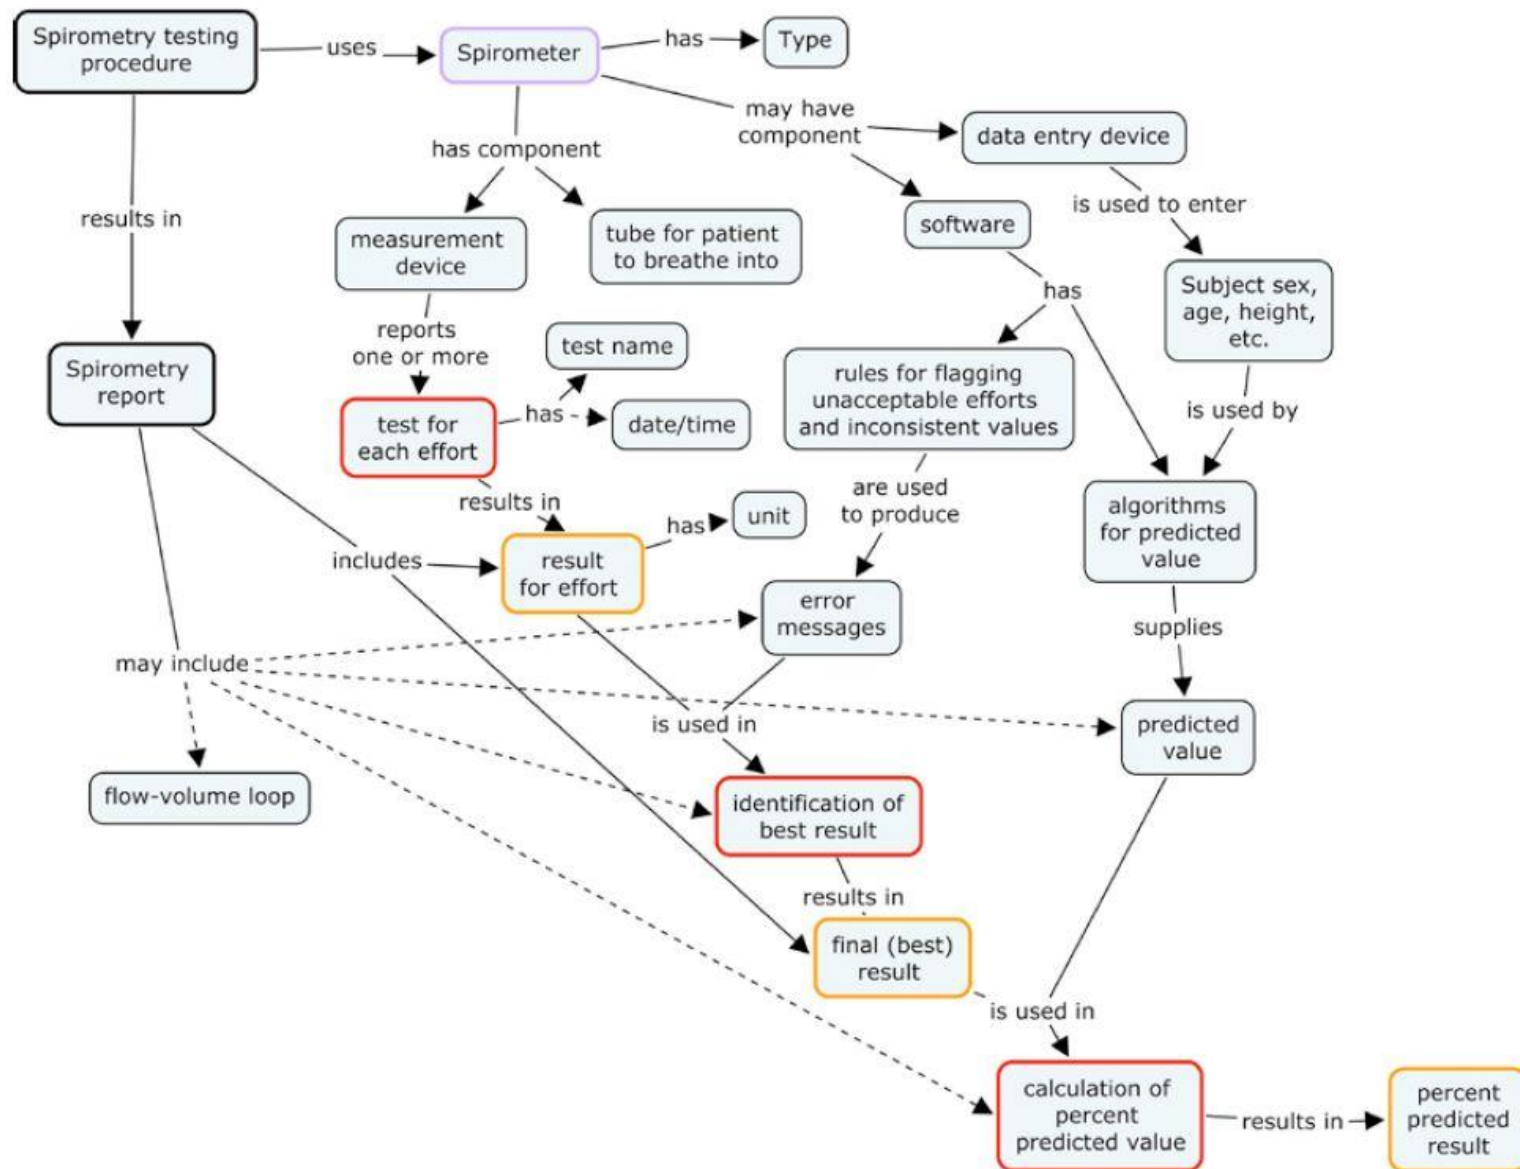 Spirometry testing
procedure
uses
Spirometer
has
Type
may have
component
data entry device
has component
is used to enter
results in
measurement
device
tube for patient
to breathe into
software
Subject sex,
age, height,
etc.
has
reports
one or more
test name
rules for flagging
unacceptable efforts
and inconsistent values
is used by
Spirometry
report
test for
each effort
has
date/time
results in
has
unit
are used
to produce
algorithms
for predicted
value
includes
result
for effort
error
messages
supplies
may include
is used in
predicted
value
flow-volume loop
identification of
best result
results in
final (best)
result
is used in
calculation of
percent
predicted value
results in
percent
predicted
result